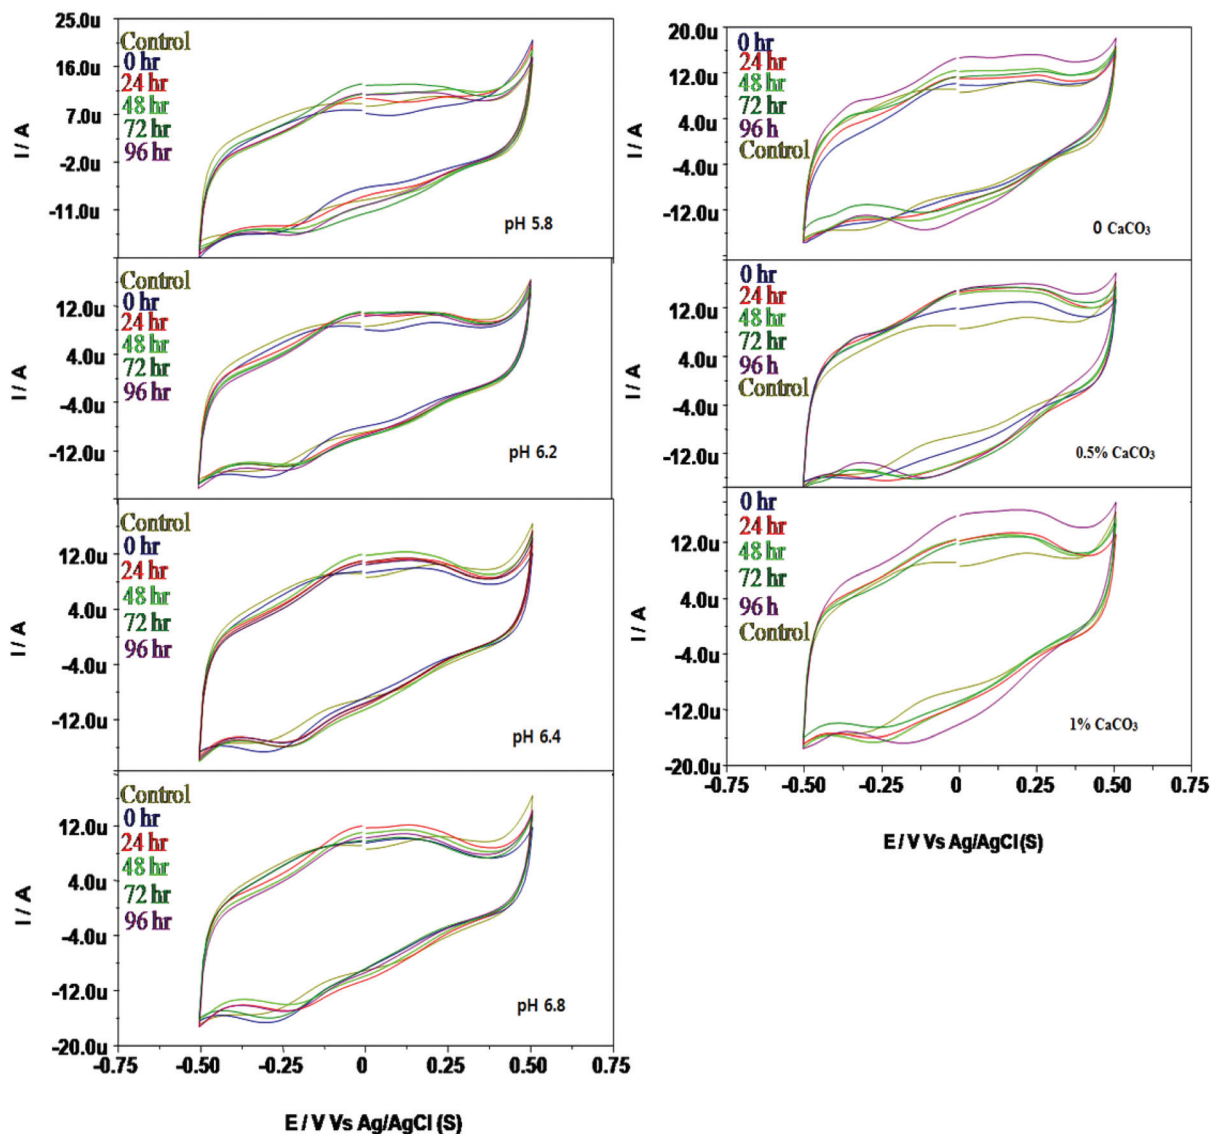 25.0u
16.0u
7.0u
-2.0u
-11.0u
I / A
Control
0 hr
24 hr
48 hr
72 hr
96 hr
pH 5.8
12.0u
4.0u
-4.0u
-12.0u
I / A
Control
0 hr
24 hr
48 hr
72 hr
96 hr
pH 6.2
12.0u
4.0u
-4.0u
-12.0u
I / A
Control
0 hr
24 hr
48 hr
72 hr
96 hr
pH 6.4
12.0u
4.0u
-4.0u
-12.0u
-20.0u
I / A
Control
0 hr
24 hr
48 hr
72 hr
96 hr
pH 6.8
-0.75 -0.50 -0.25 0 0.25 0.50 0.75
E / V Vs Ag/AgCl (S)
20.0u
12.0u
4.0u
-4.0u
-12.0u
I / A
0 hr
24 hr
48 hr
72 hr
96 h
Control
0 CaCO₃
12.0u
4.0u
-4.0u
-12.0u
I / A
0 hr
24 hr
48 hr
72 hr
96 h
Control
0.5% CaCO₃
12.0u
4.0u
-4.0u
-12.0u
-20.0u
I / A
0 hr
24 hr
48 hr
72 hr
96 h
Control
1% CaCO₃
-0.75 -0.50 -0.25 0 0.25 0.50 0.75
E / V Vs Ag/AgCl (S)